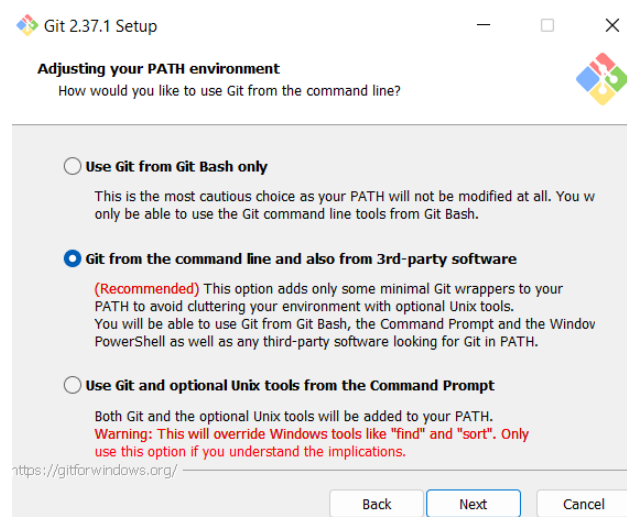 Git 2.37.1 Setup
Adjusting your PATH environment
How would you like to use Git from the command line?
Use Git from Git Bash only
This is the most cautious choice as your PATH will not be modified at all. You w
only be able to use the Git command line tools from Git Bash.
Git from the command line and also from 3rd-party software
(Recommended) This option adds only some minimal Git wrappers to your
PATH to avoid cluttering your environment with optional Unix tools.
You will be able to use Git from Git Bash, the Command Prompt and the Window
PowerShell as well as any third-party software looking for Git in PATH.
Use Git and optional Unix tools from the Command Prompt
Both Git and the optional Unix tools will be added to your PATH.
Warning: This will override Windows tools like "find" and "sort". Only
use this option if you understand the implications.
https://gitforwindows.org/
Back Next Cancel